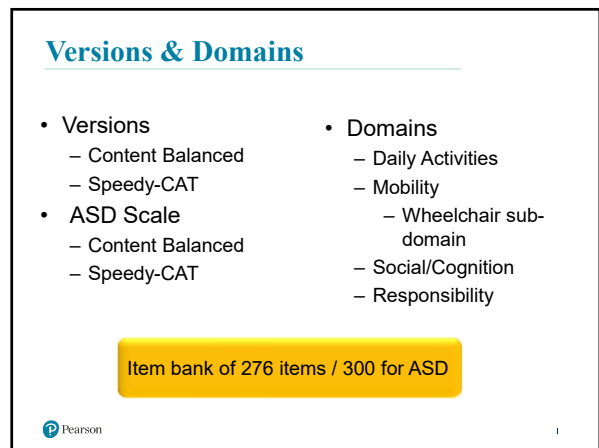 Versions & Domains
• Versions
– Content Balanced
– Speedy-CAT
• ASD Scale
– Content Balanced
– Speedy-CAT
• Domains
– Daily Activities
– Mobility
– Wheelchair sub-
domain
– Social/Cognition
– Responsibility
Item bank of 276 items / 300 for ASD
Pearson